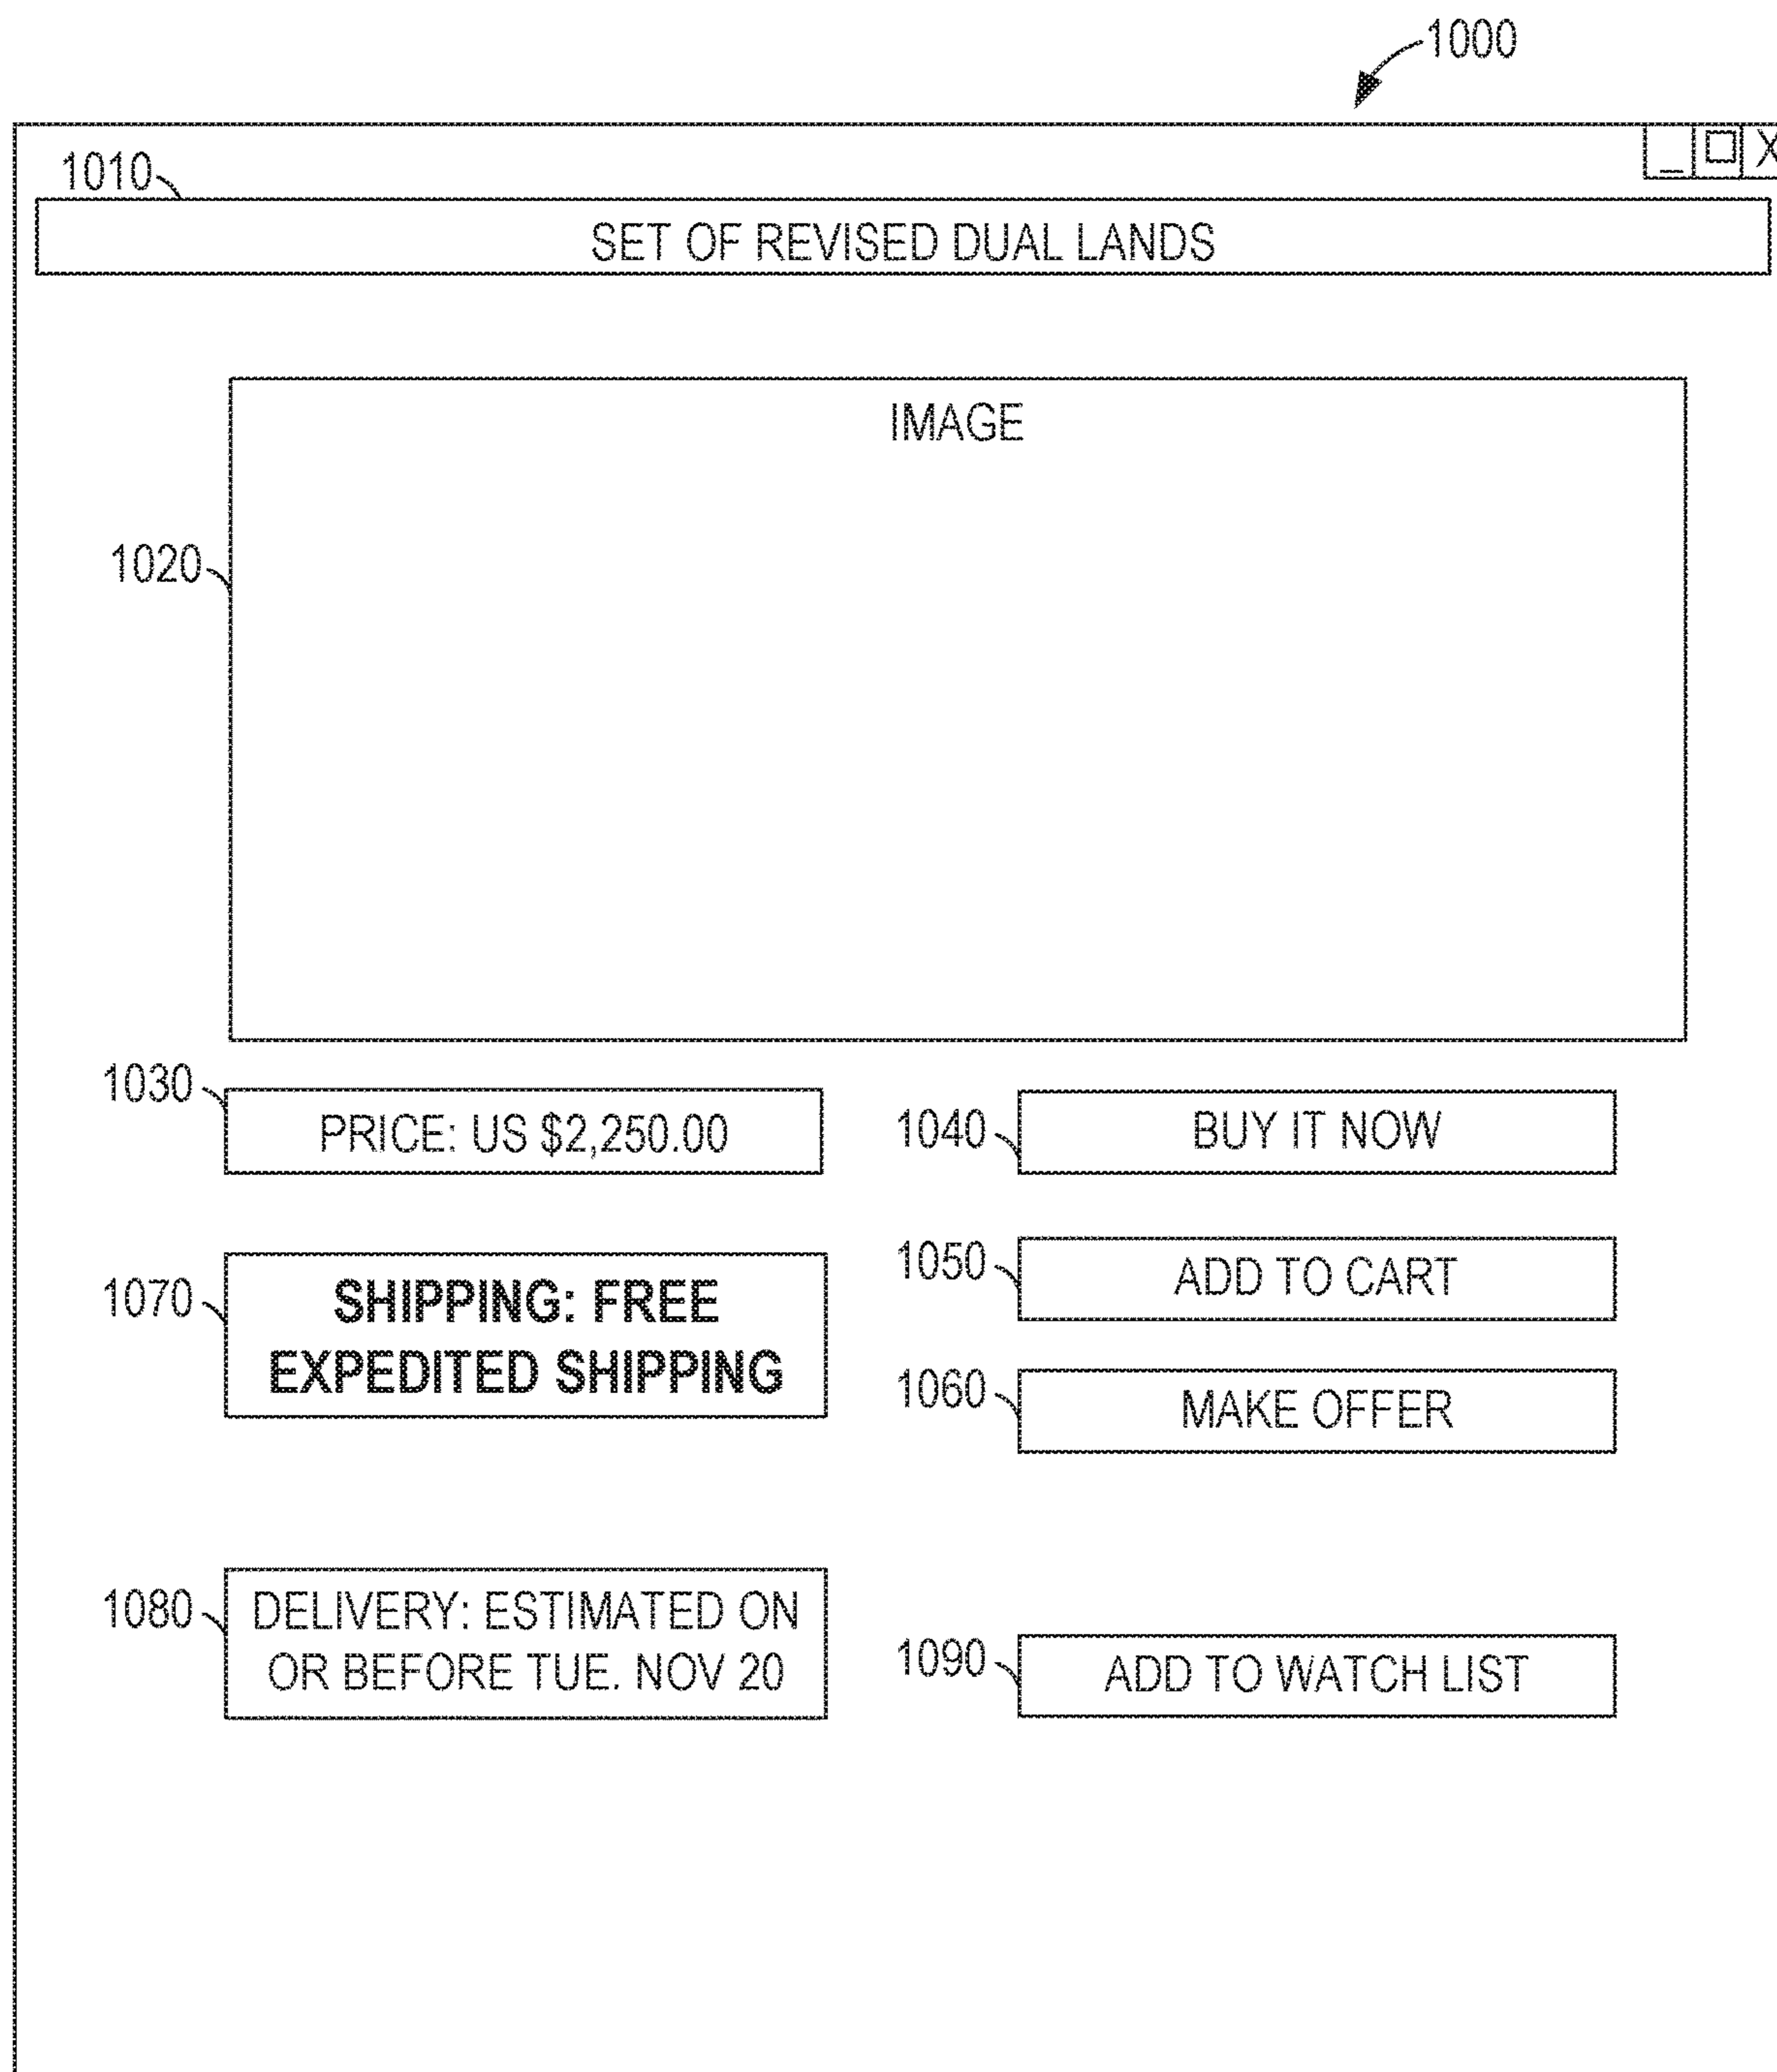 1000
_ □ X
1010
SET OF REVISED DUAL LANDS
IMAGE
1020
1030
PRICE: US $2,250.00
1040
BUY IT NOW
1070
SHIPPING: FREE
EXPEDITED SHIPPING
1050
ADD TO CART
1060
MAKE OFFER
1080
DELIVERY: ESTIMATED ON
OR BEFORE TUE. NOV 20
1090
ADD TO WATCH LIST